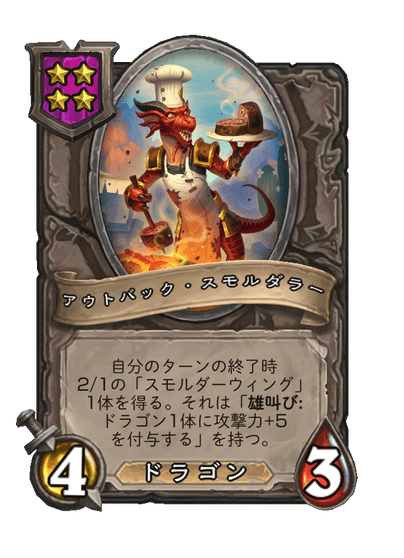 アウトバック・スモルダラー
自分のターンの終了時
2/1の「スモルダーウィング」
1体を得る。それは「雄叫び:
ドラゴン1体に攻撃力+5
を付与する」を持つ。
4
ドラゴン
3